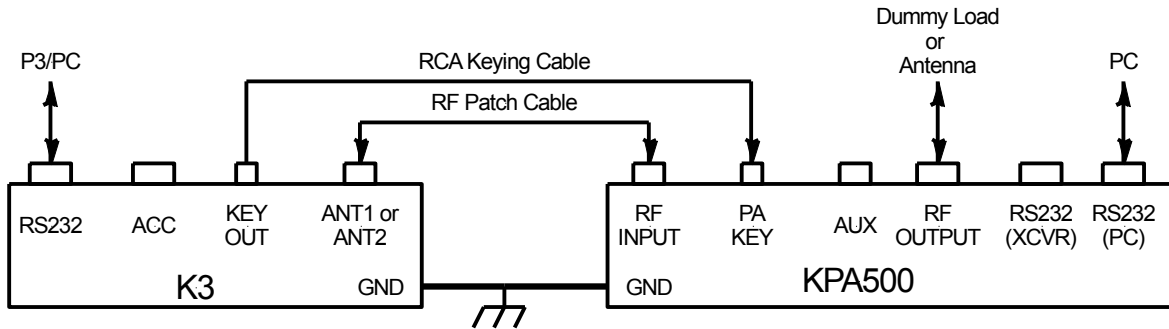 Dummy Load
or
Antenna
P3/PC
RCA Keying Cable
PC
RF Patch Cable
RS232
ACC
KEY
OUT
ANT1 or
ANT2
K3
GND
RF
INPUT
PA
KEY
AUX
RF
OUTPUT
RS232
(XCVR)
RS232
(PC)
GND
KPA500